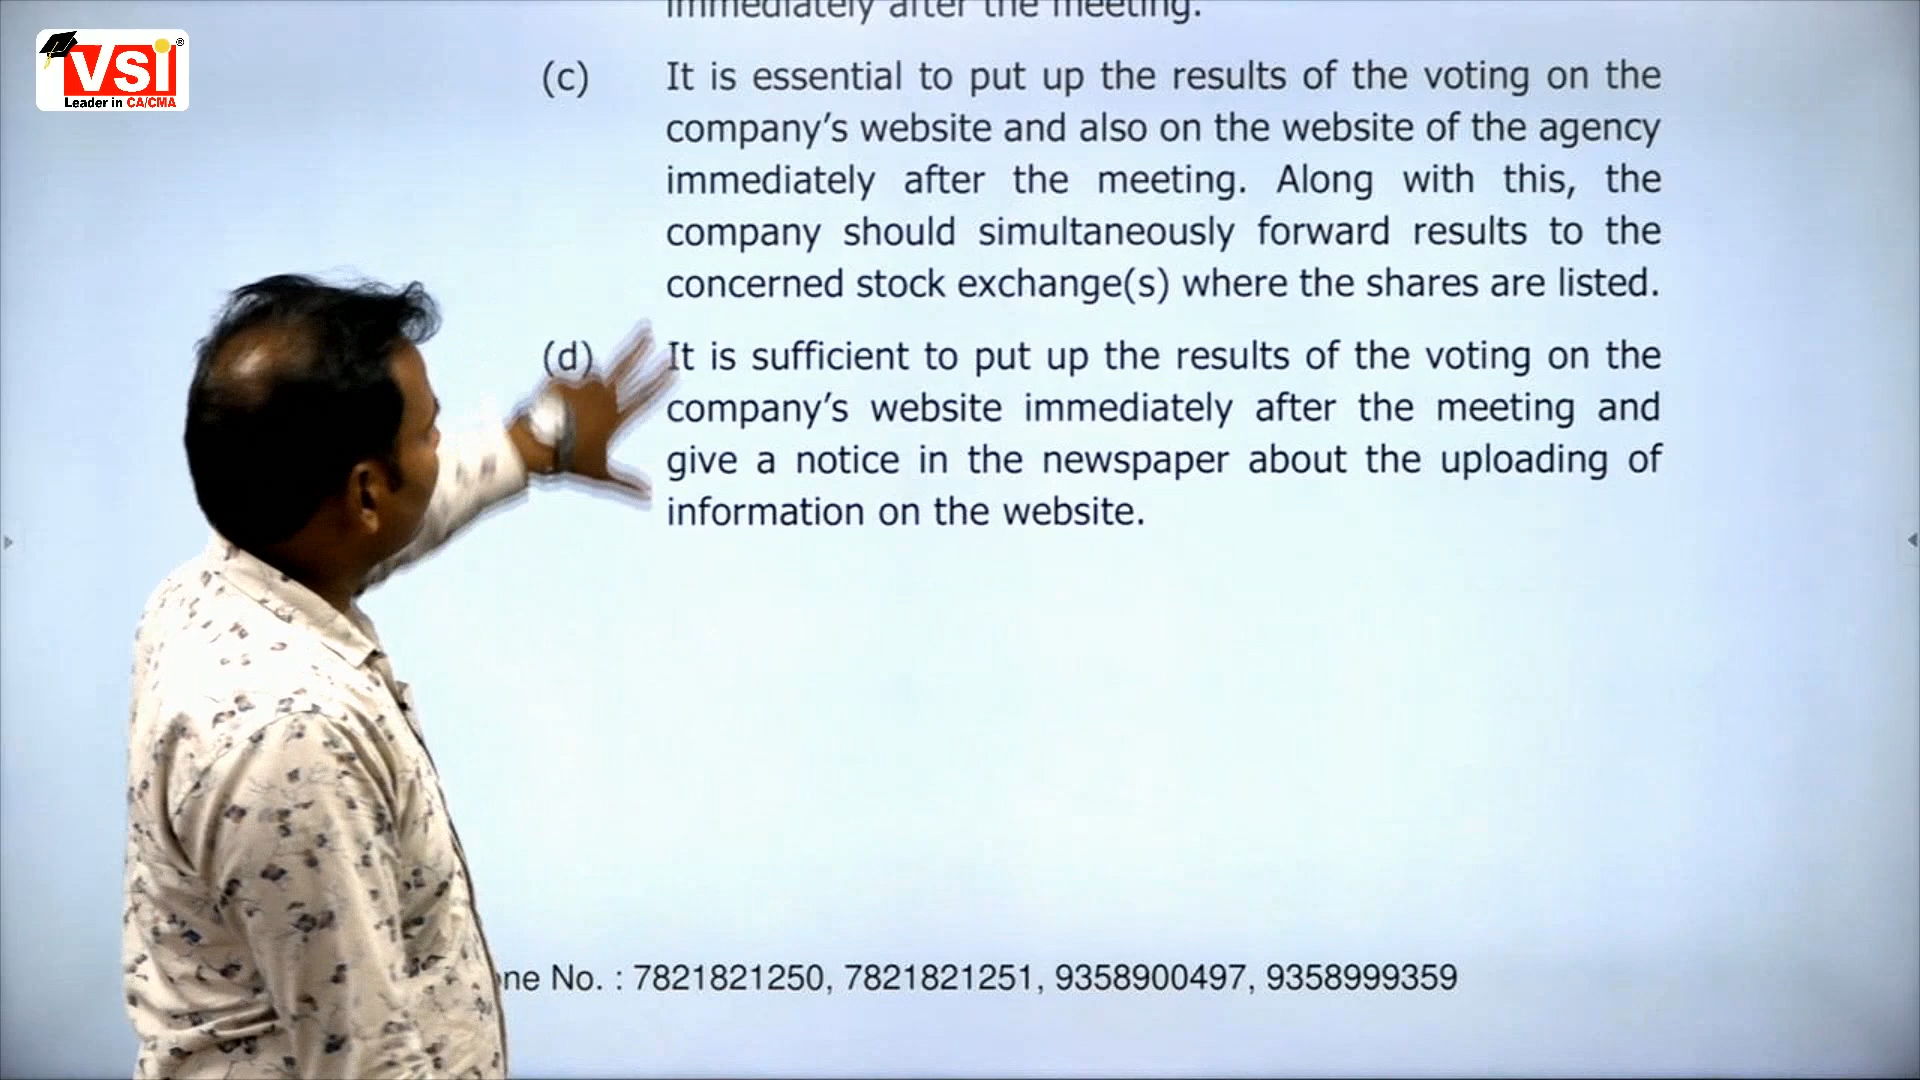 immediately after the meeting.
VSI®
Leader in CA/CMA
(c) It is essential to put up the results of the voting on the
company’s website and also on the website of the agency
immediately after the meeting. Along with this, the
company should simultaneously forward results to the
concerned stock exchange(s) where the shares are listed.
(d) It is sufficient to put up the results of the voting on the
company’s website immediately after the meeting and
give a notice in the newspaper about the uploading of
information on the website.
ne No. : 7821821250, 7821821251, 9358900497, 9358999359